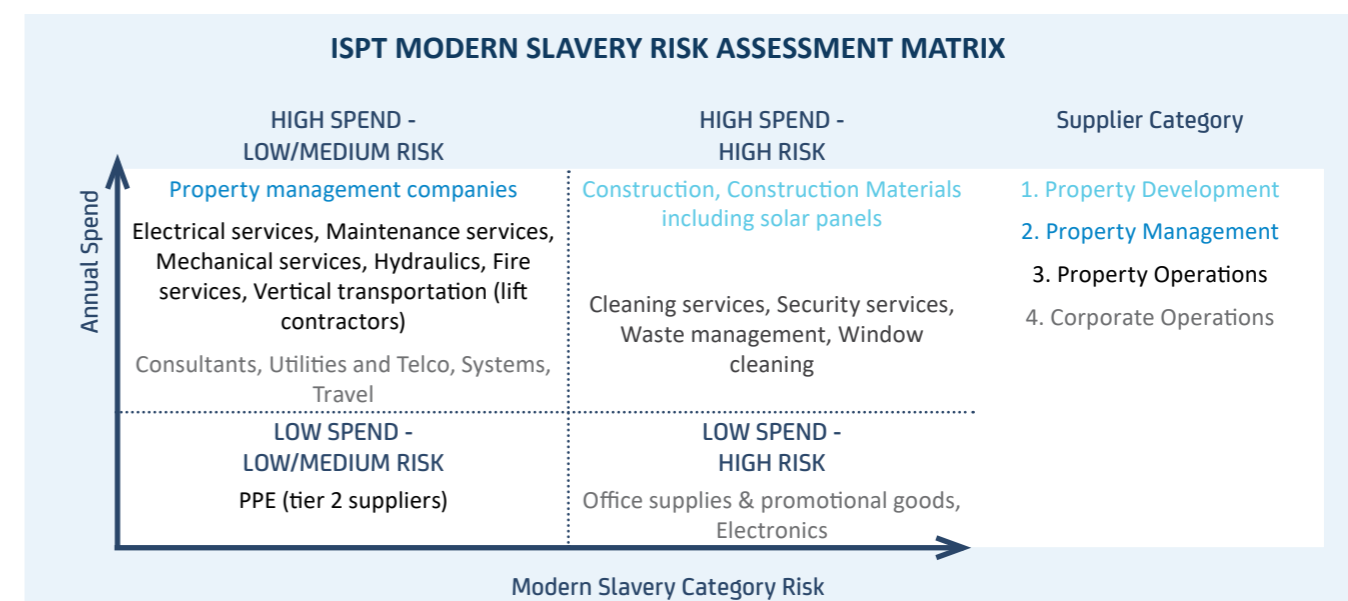 ISPT MODERN SLAVERY RISK ASSESSMENT MATRIX
HIGH SPEND -
LOW/MEDIUM RISK
HIGH SPEND -
HIGH RISK
Supplier Category
Annual Spend
Property management companies
Electrical services, Maintenance services,
Mechanical services, Hydraulics, Fire
services, Vertical transportation (lift
contractors)
Consultants, Utilities and Telco, Systems,
Travel
Construction, Construction Materials
including solar panels
Cleaning services, Security services,
Waste management, Window
cleaning
1. Property Development
2. Property Management
3. Property Operations
4. Corporate Operations
LOW SPEND -
LOW/MEDIUM RISK
PPE (tier 2 suppliers)
LOW SPEND -
HIGH RISK
Office supplies & promotional goods,
Electronics
Modern Slavery Category Risk